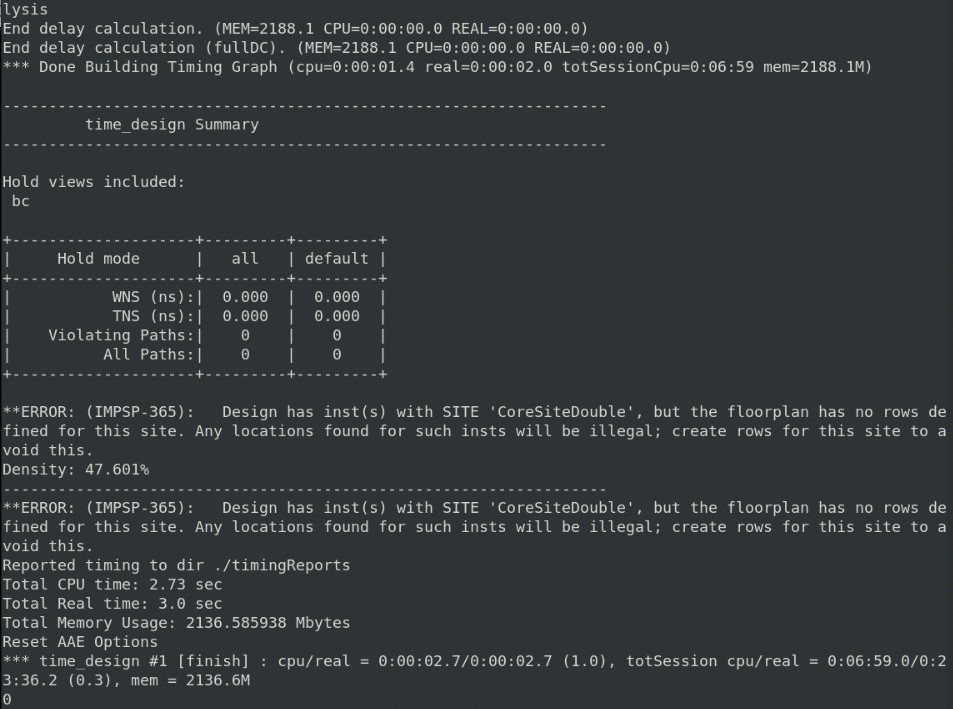 lysis
End delay calculation. (MEM=2188.1 CPU=0:00:00.0 REAL=0:00:00.0)
End delay calculation (fullDC). (MEM=2188.1 CPU=0:00:00.0 REAL=0:00:00.0)
*** Done Building Timing Graph (cpu=0:00:01.4 real=0:00:02.0 totSessionCpu=0:06:59 mem=2188.1M)

------------------------------------------------------------------
         time_design Summary
------------------------------------------------------------------

Hold views included:
 bc

+--------------------+---------+---------+
|     Hold mode      |   all   | default |
+--------------------+---------+---------+
|           WNS (ns):|  0.000  |  0.000  |
|           TNS (ns):|  0.000  |  0.000  |
|    Violating Paths:|    0    |    0    |
|          All Paths:|    0    |    0    |
+--------------------+---------+---------+

**ERROR: (IMPSP-365):   Design has inst(s) with SITE 'CoreSiteDouble', but the floorplan has no rows de
fined for this site. Any locations found for such insts will be illegal; create rows for this site to a
void this.
Density: 47.601%
------------------------------------------------------------------
**ERROR: (IMPSP-365):   Design has inst(s) with SITE 'CoreSiteDouble', but the floorplan has no rows de
fined for this site. Any locations found for such insts will be illegal; create rows for this site to a
void this.
Reported timing to dir ./timingReports
Total CPU time: 2.73 sec
Total Real time: 3.0 sec
Total Memory Usage: 2136.585938 Mbytes
Reset AAE Options
*** time_design #1 [finish] : cpu/real = 0:00:02.7/0:00:02.7 (1.0), totSession cpu/real = 0:06:59.0/0:2
3:36.2 (0.3), mem = 2136.6M
0